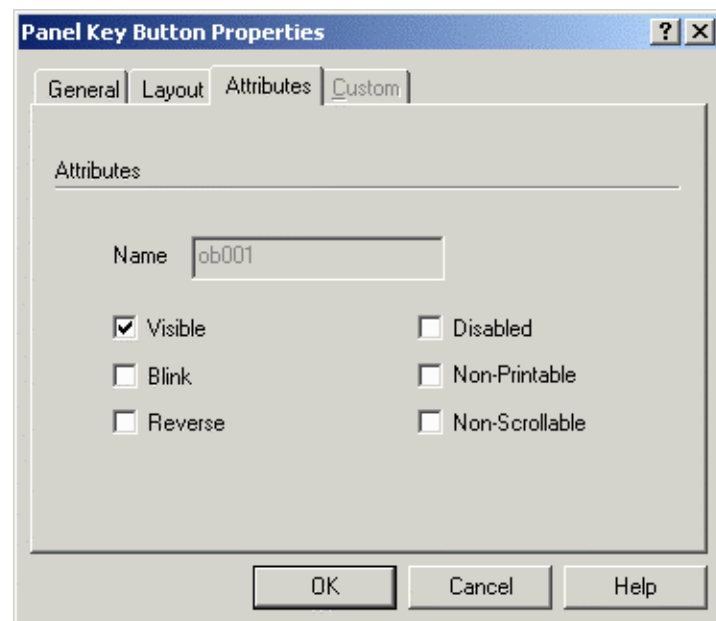 Panel Key Button Properties
General Layout Attributes Custom
Attributes
Name ob001
Visible Disabled
Blink Non-Printable
Reverse Non-Scrollable
OK Cancel Help